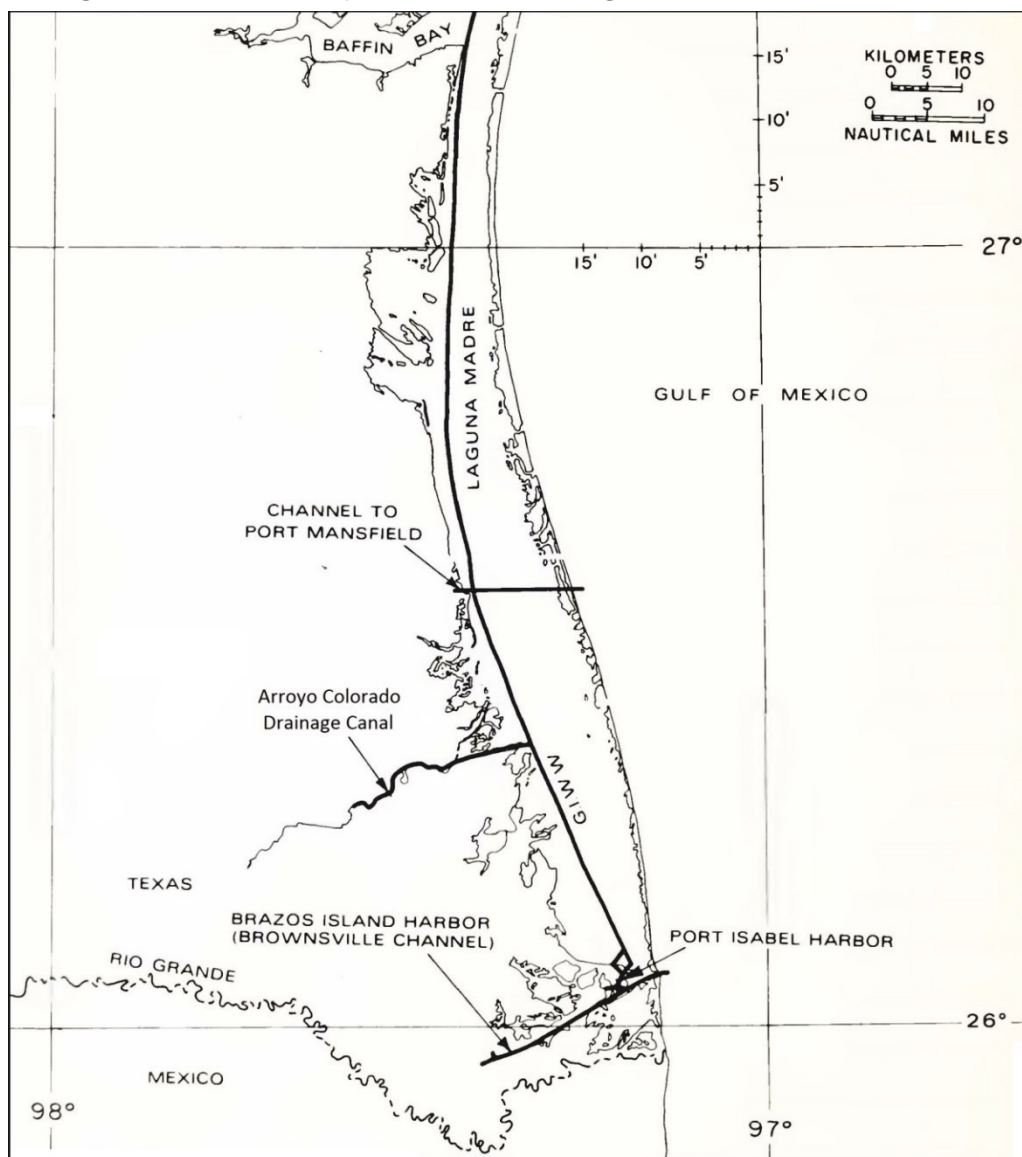 BAFFIN BAY
KILOMETERS
0 5 10
0 5 10
NAUTICAL MILES
15'
10'
5'
27°
15' 10' 5'
LAGUNA MADRE
GULF OF MEXICO
CHANNEL TO
PORT MANSFIELD
Arroyo Colorado
Drainage Canal
G.I.W.W.
TEXAS
BRAZOS ISLAND HARBOR
(BROWNSVILLE CHANNEL)
PORT ISABEL HARBOR
RIO GRANDE
26°
MEXICO
98°
97°